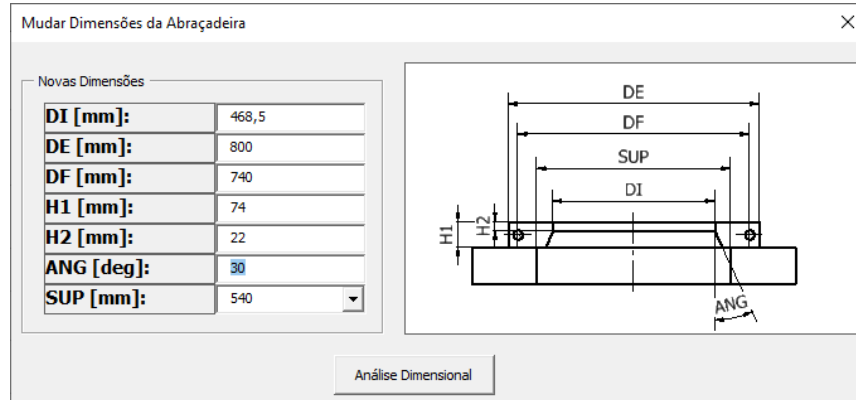 Mudar Dimensões da Abraçadeira
Novas Dimensões
DI [mm]: 468,5
DE [mm]: 800
DF [mm]: 740
H1 [mm]: 74
H2 [mm]: 22
ANG [deg]: 30
SUP [mm]: 540
DE
DF
SUP
DI
H1
H2
ANG
Análise Dimensional